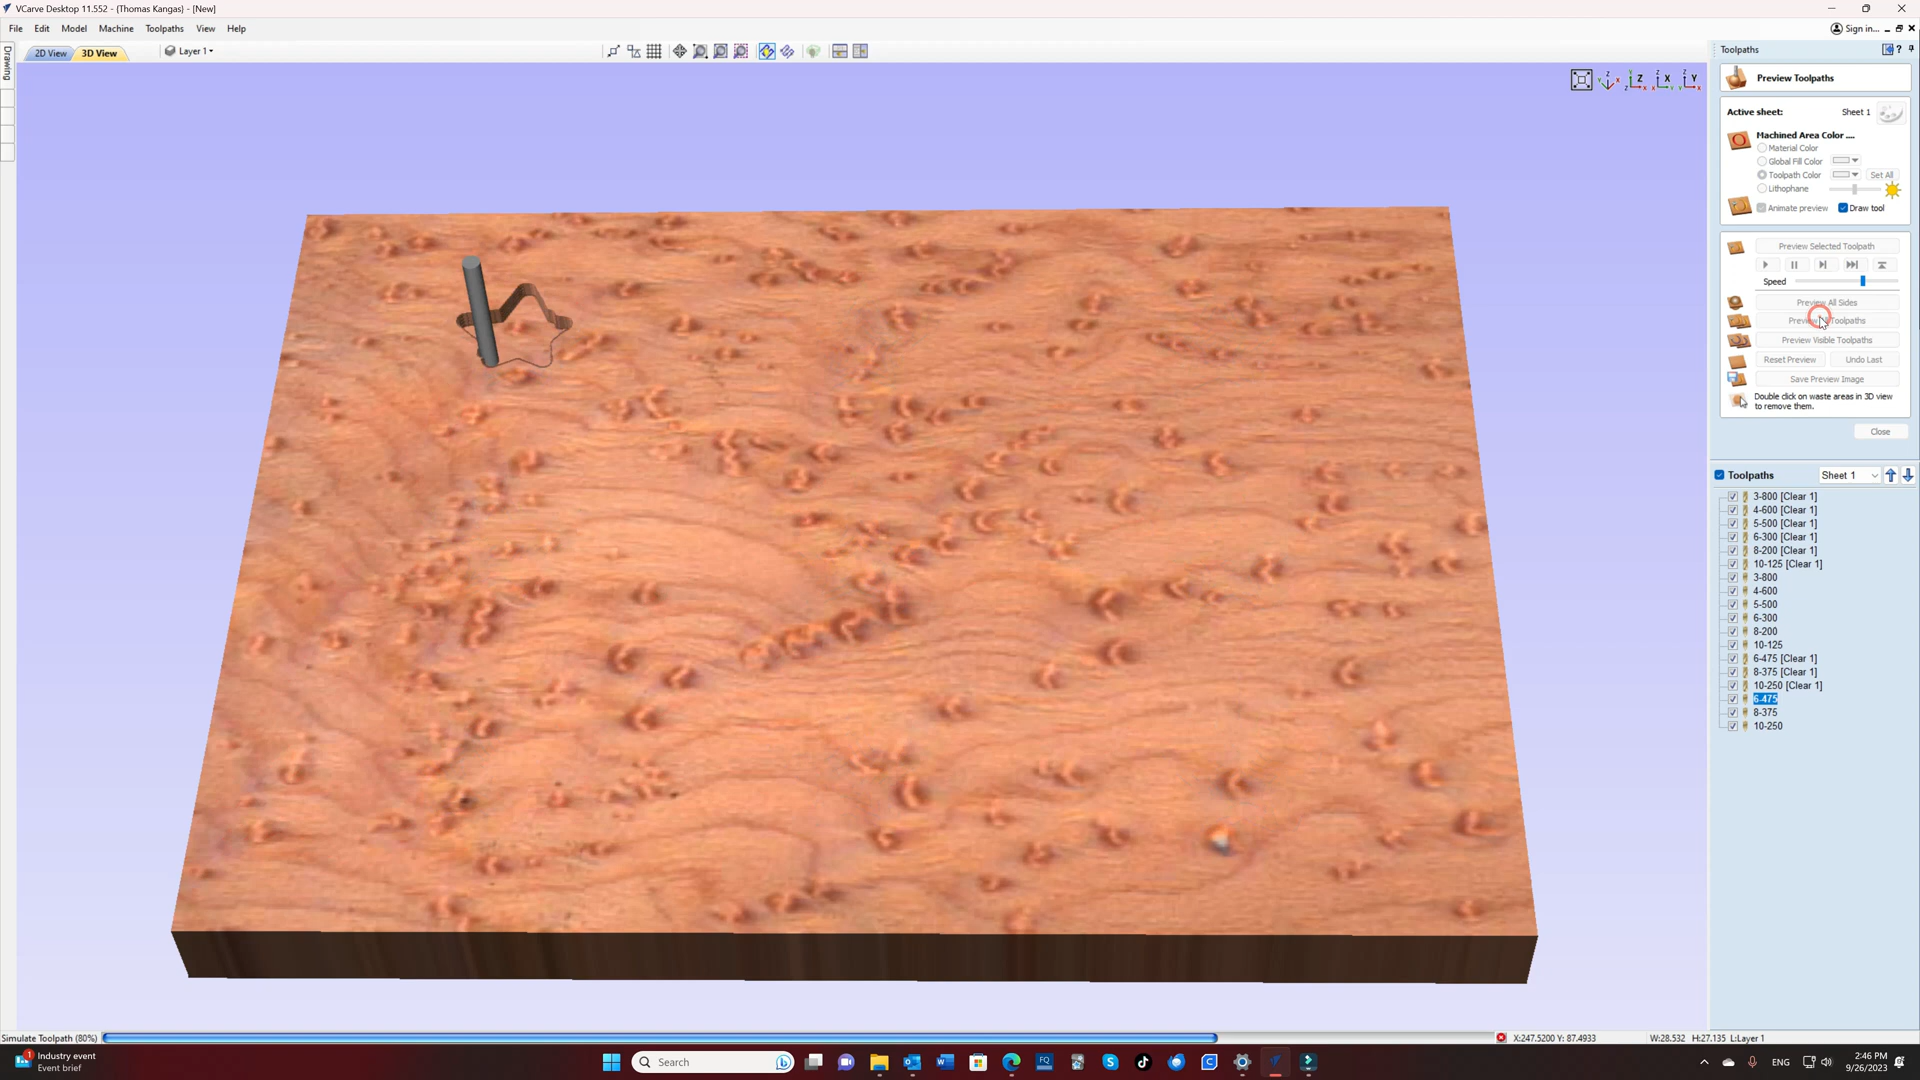 VCarve Desktop 11.552 - (Thomas Kangas) - [New]
File Edit Model Machine Toolpaths View Help
Sign in...
Drawing
2D View 3D View Layer 1
Toolpaths
Preview Toolpaths
Active sheet: Sheet 1
Machined Area Color ....
Material Color
Global Fill Color
Toolpath Color Set All
Lithophane
Animate preview Draw tool
Preview Selected Toolpath
Speed
Preview All Sides
Preview All Toolpaths
Preview Visible Toolpaths
Reset Preview Undo Last
Save Preview Image
Double click on waste areas in 3D view
to remove them.
Close
Toolpaths Sheet 1
3-800 [Clear 1]
4-600 [Clear 1]
5-500 [Clear 1]
6-300 [Clear 1]
8-200 [Clear 1]
10-125 [Clear 1]
3-800
4-600
5-500
6-300
8-200
10-125
6-475 [Clear 1]
8-375 [Clear 1]
10-250 [Clear 1]
6-475
8-375
10-250
Simulate Toolpath (80%)
X:247.5200 Y: 87.4933
W:28.532 H:27.135 L:Layer 1
Industry event
Event brief
Search
ENG
2:46 PM
9/26/2023